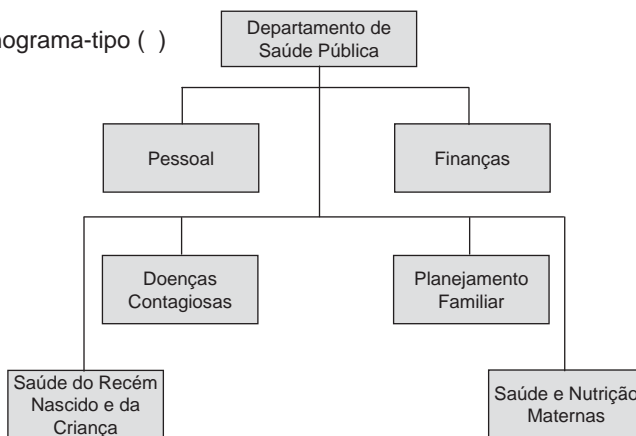 Departamento de
Saúde Pública
nograma-tipo ( )
Pessoal
Finanças
Doenças
Contagiosas
Planejamento
Familiar
Saúde do Recém
Nascido e da
Criança
Saúde e Nutrição
Maternas